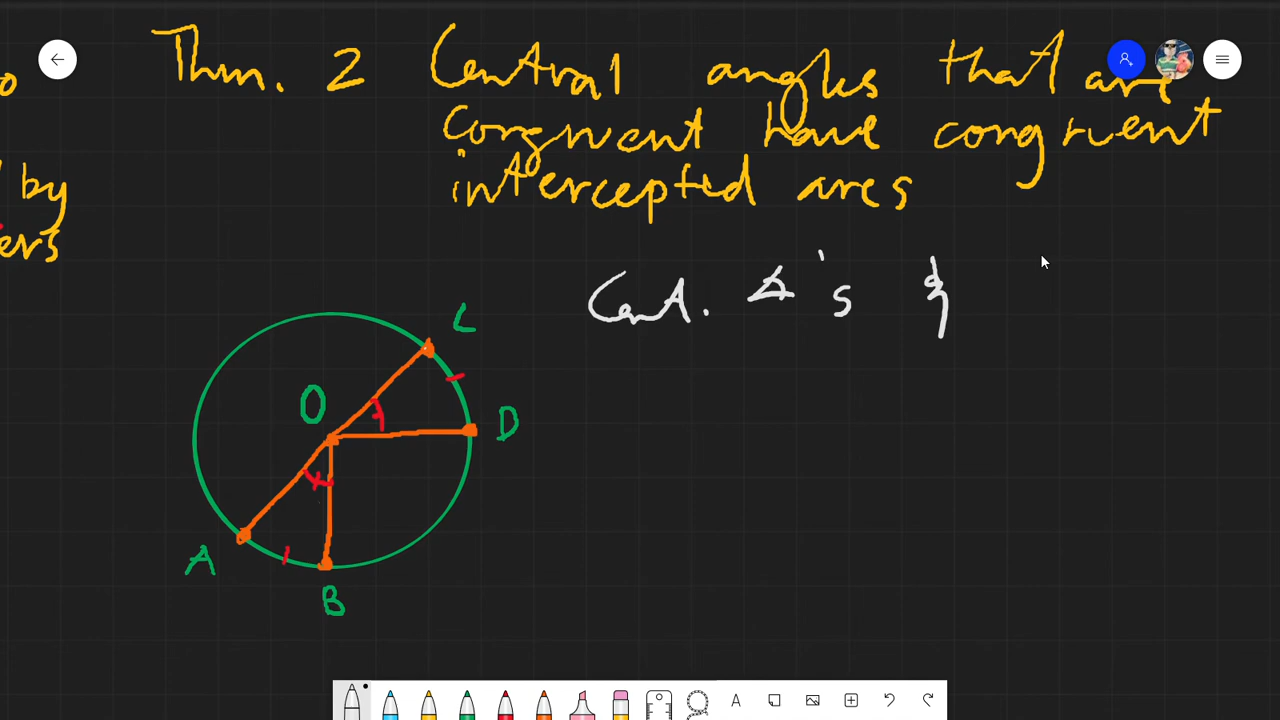 o
Thm. 2 Central angles that are
congruent have congruent
intercepted arcs
by
ers
Cent. ∡'s &
C
O
D
A
B
A